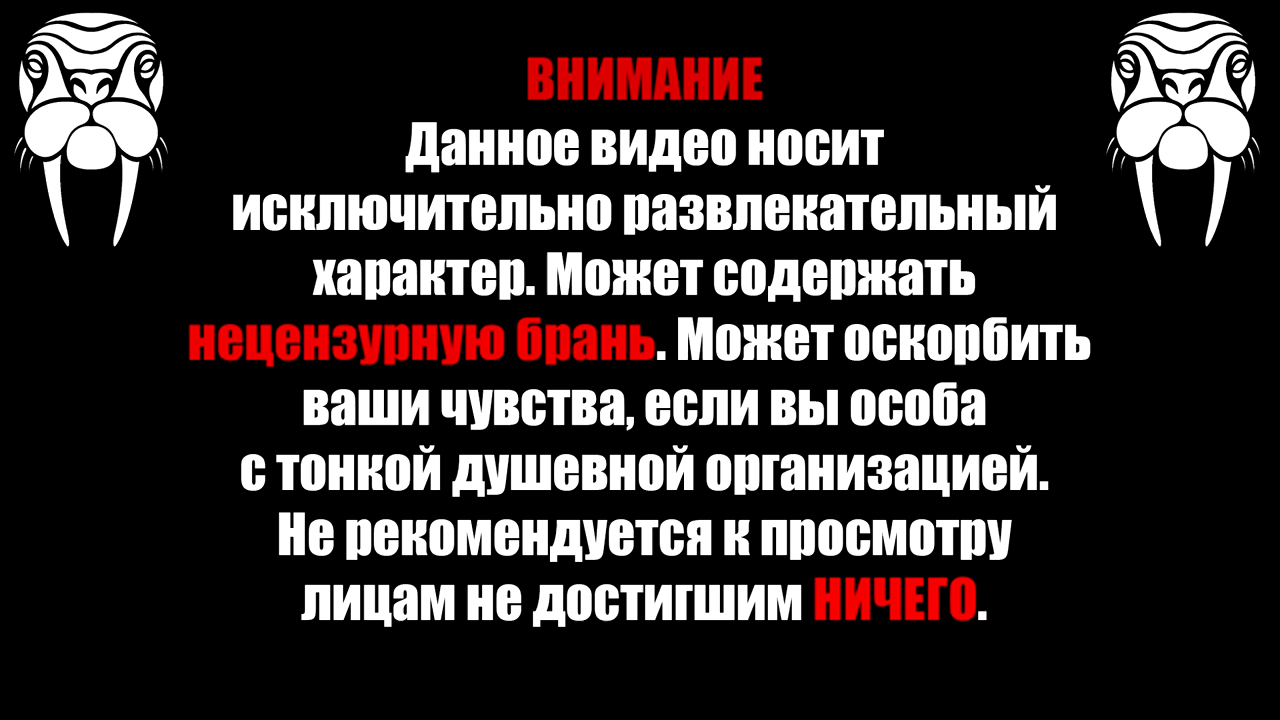 ВНИМАНИЕ
Данное видео носит
исключительно развлекательный
характер. Может содержать
нецензурную брань. Может оскорбить
ваши чувства, если вы особа
с тонкой душевной организацией.
Не рекомендуется к просмотру
лицам не достигшим НИЧЕГО.